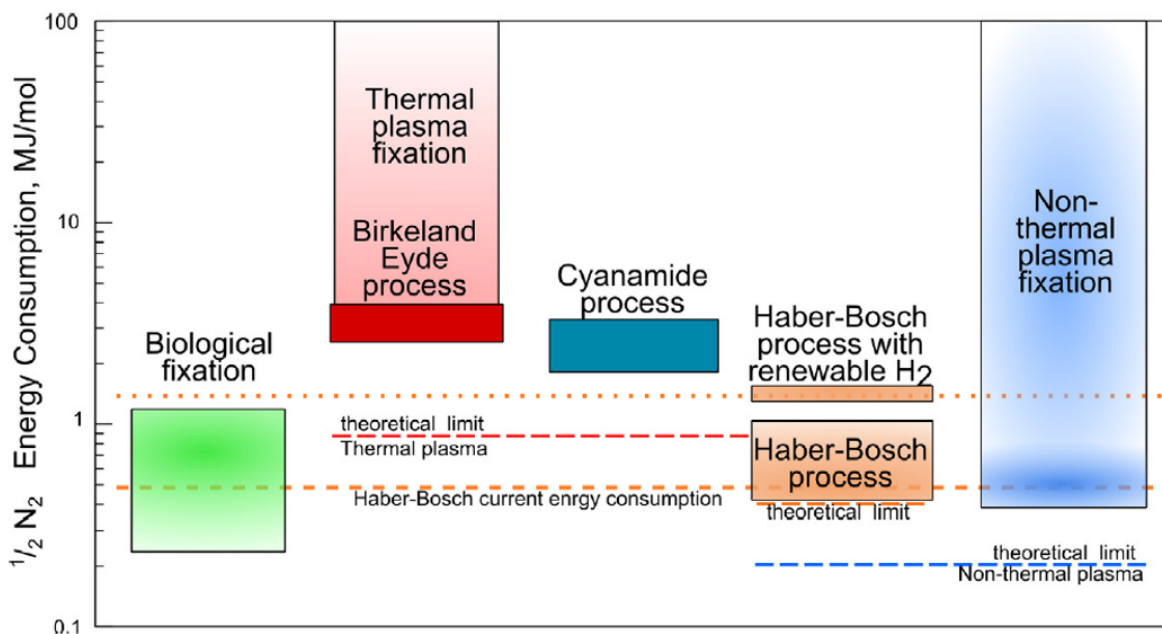 1/2 N2 Energy Consumption, MJ/mol
100
10
1
0.1
Biological
fixation
Thermal
plasma
fixation
Birkeland
Eyde
process
Cyanamide
process
Haber-Bosch
process with
renewable H2
Non-
thermal
plasma
fixation
theoretical limit
Thermal plasma
Haber-Bosch
process
Haber-Bosch current enrgy consumption
theoretical limit
theoretical limit
Non-thermal plasma